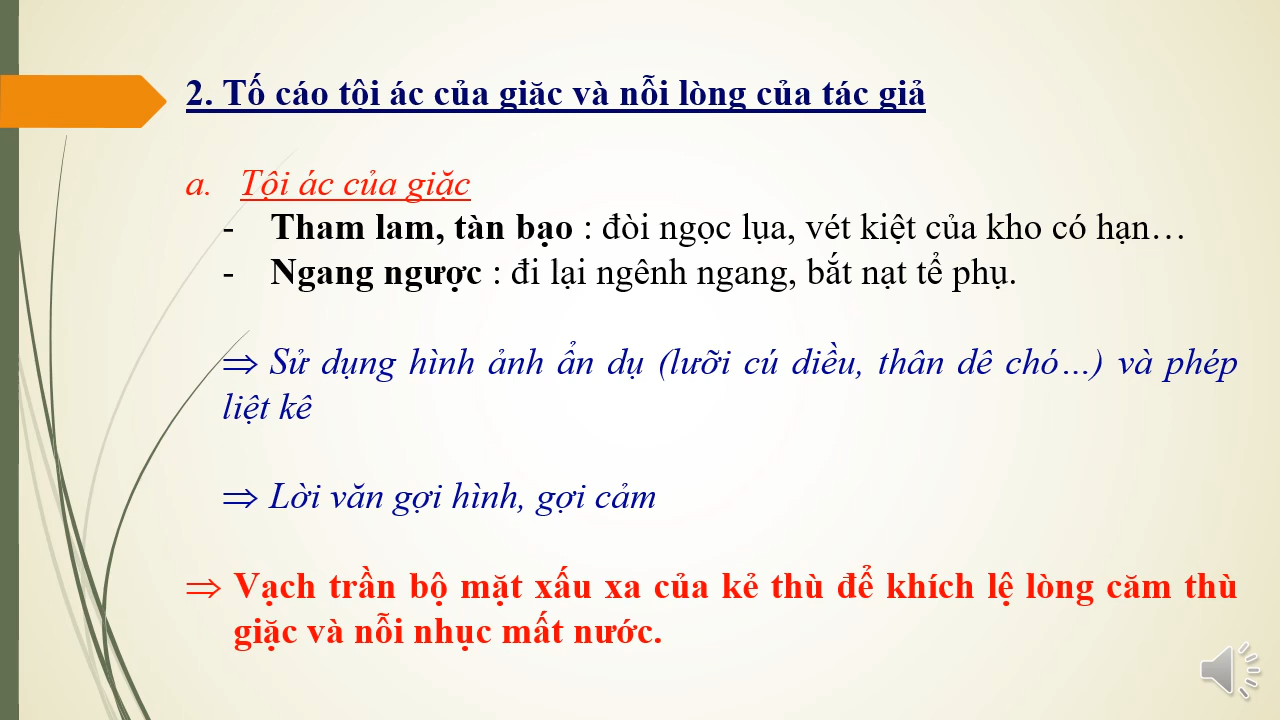 2. Tố cáo tội ác của giặc và nỗi lòng của tác giả
a. Tội ác của giặc
- Tham lam, tàn bạo : đòi ngọc lụa, vét kiệt của kho có hạn…
- Ngang ngược : đi lại ngênh ngang, bắt nạt tể phụ.
⇒ Sử dụng hình ảnh ẩn dụ (lưỡi cú diều, thân dê chó…) và phép
liệt kê
⇒ Lời văn gợi hình, gợi cảm
⇒ Vạch trần bộ mặt xấu xa của kẻ thù để khích lệ lòng căm thù
giặc và nỗi nhục mất nước.